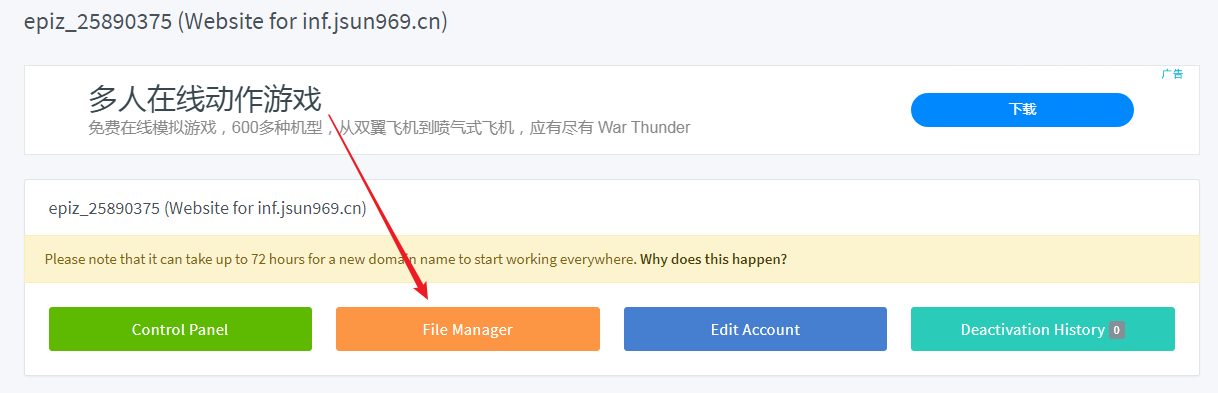 epiz_25890375 (Website for inf.jsun969.cn)
广告
多人在线动作游戏
免费在线模拟游戏，600多种机型，从双翼飞机到喷气式飞机，应有尽有 War Thunder
下载
epiz_25890375 (Website for inf.jsun969.cn)
Please note that it can take up to 72 hours for a new domain name to start working everywhere. Why does this happen?
Control Panel
File Manager
Edit Account
Deactivation History 0